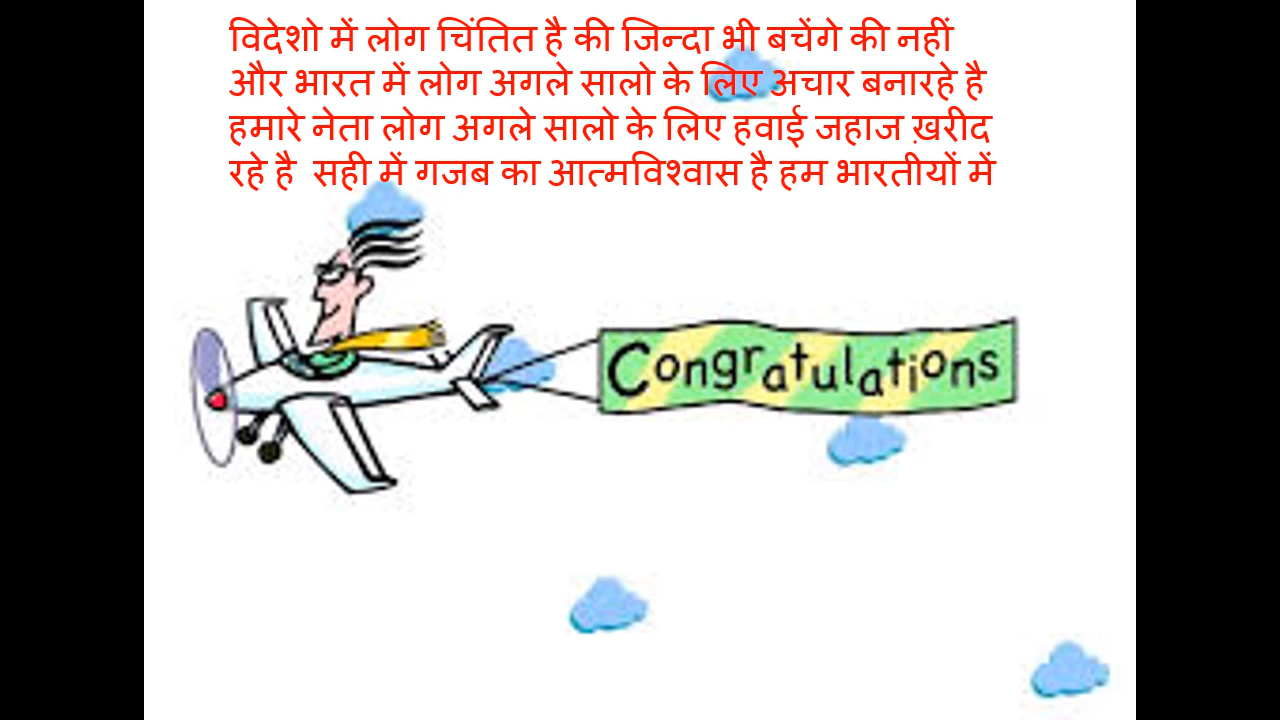 विदेशो में लोग चिंतित है की जिन्दा भी बचेंगे की नहीं
और भारत में लोग अगले सालो के लिए अचार बनारहे है
हमारे नेता लोग अगले सालो के लिए हवाई जहाज ख़रीद
रहे है  सही में गजब का आत्मविश्वास है हम भारतीयों में
Congratulations